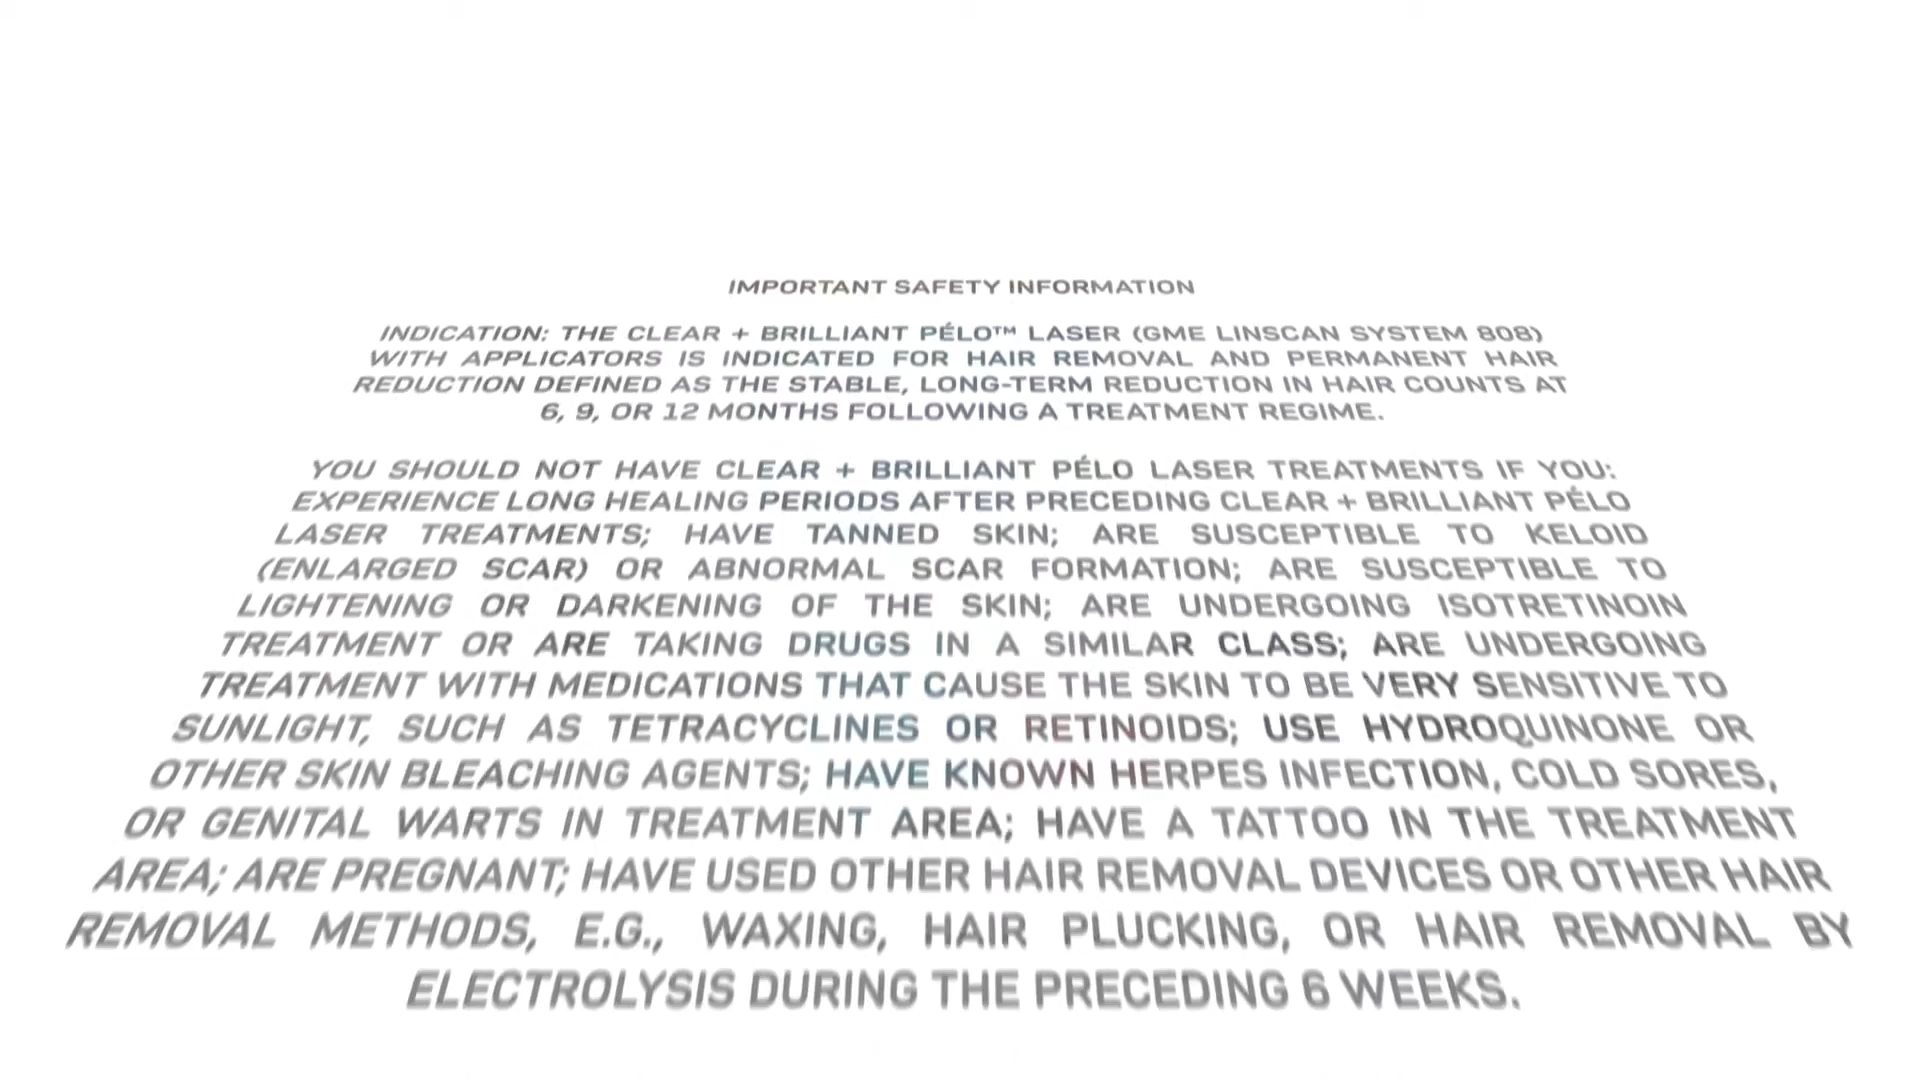 IMPORTANT SAFETY INFORMATION
INDICATION: THE CLEAR + BRILLIANT PÉLO™ LASER (GME LINSCAN SYSTEM 808)
WITH APPLICATORS IS INDICATED FOR HAIR REMOVAL AND PERMANENT HAIR
REDUCTION DEFINED AS THE STABLE, LONG-TERM REDUCTION IN HAIR COUNTS AT
6, 9, OR 12 MONTHS FOLLOWING A TREATMENT REGIME.
YOU SHOULD NOT HAVE CLEAR + BRILLIANT PÉLO LASER TREATMENTS IF YOU:
EXPERIENCE LONG HEALING PERIODS AFTER PRECEDING CLEAR + BRILLIANT PÉLO
LASER TREATMENTS; HAVE TANNED SKIN; ARE SUSCEPTIBLE TO KELOID
(ENLARGED SCAR) OR ABNORMAL SCAR FORMATION; ARE SUSCEPTIBLE TO
LIGHTENING OR DARKENING OF THE SKIN; ARE UNDERGOING ISOTRETINOIN
TREATMENT OR ARE TAKING DRUGS IN A SIMILAR CLASS; ARE UNDERGOING
TREATMENT WITH MEDICATIONS THAT CAUSE THE SKIN TO BE VERY SENSITIVE TO
SUNLIGHT, SUCH AS TETRACYCLINES OR RETINOIDS; USE HYDROQUINONE OR
OTHER SKIN BLEACHING AGENTS; HAVE KNOWN HERPES INFECTION, COLD SORES,
OR GENITAL WARTS IN TREATMENT AREA; HAVE A TATTOO IN THE TREATMENT
AREA; ARE PREGNANT; HAVE USED OTHER HAIR REMOVAL DEVICES OR OTHER HAIR
REMOVAL METHODS, E.G., WAXING, HAIR PLUCKING, OR HAIR REMOVAL BY
ELECTROLYSIS DURING THE PRECEDING 6 WEEKS.